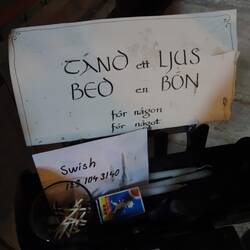 TÄND ett LJUS
BED en BÖN
för någon
för något
Swish
123 104 3140